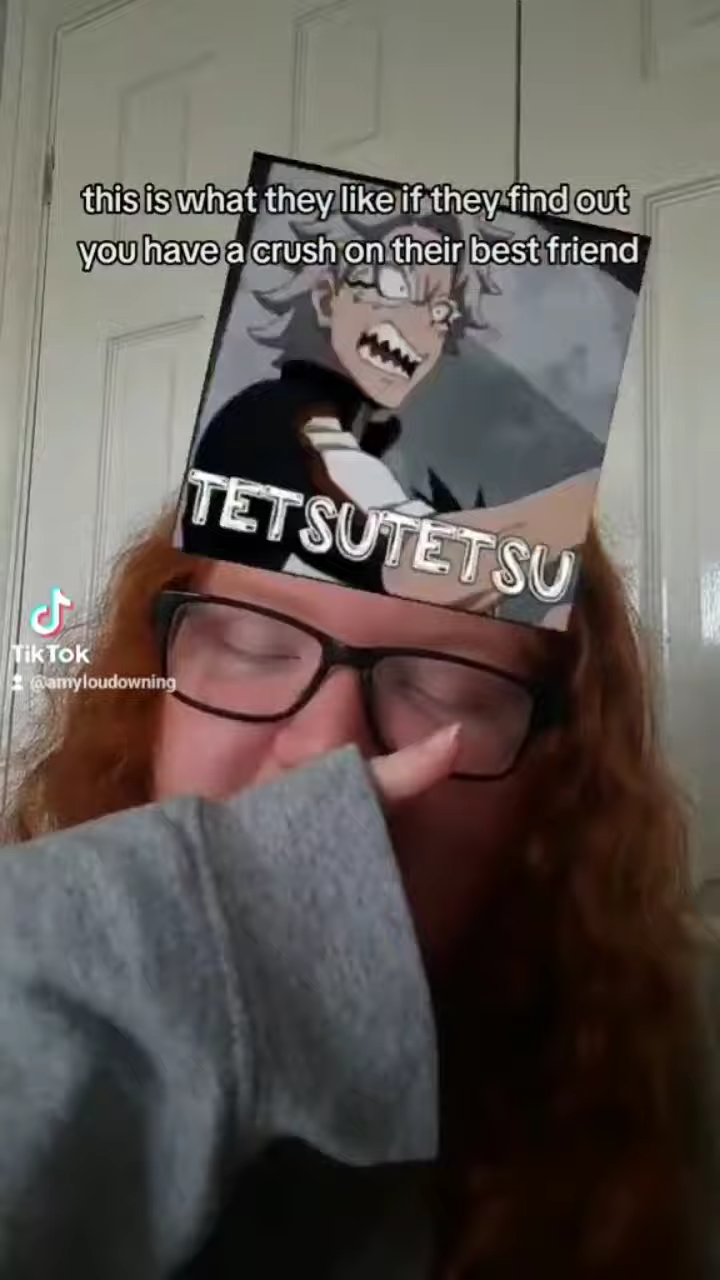 this is what they like if they find out
you have a crush on their best friend
TETSUTETSU
TikTok
@amyloudowning